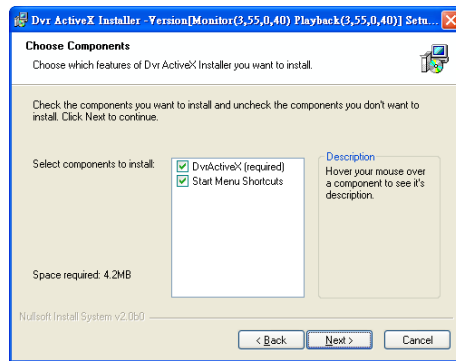 Dvr ActiveX Installer -Version[Monitor(3,55,0,40) Playback(3,55,0,40)] Setu...
Choose Components
Choose which features of Dvr ActiveX Installer you want to install.
Check the components you want to install and uncheck the components you don't want to
install. Click Next to continue.
Select components to install:
DvrActiveX (required)
Start Menu Shortcuts
Description
Hover your mouse over
a component to see it's
description.
Space required: 4.2MB
Nullsoft Install System v2.0b0
< Back
Next >
Cancel